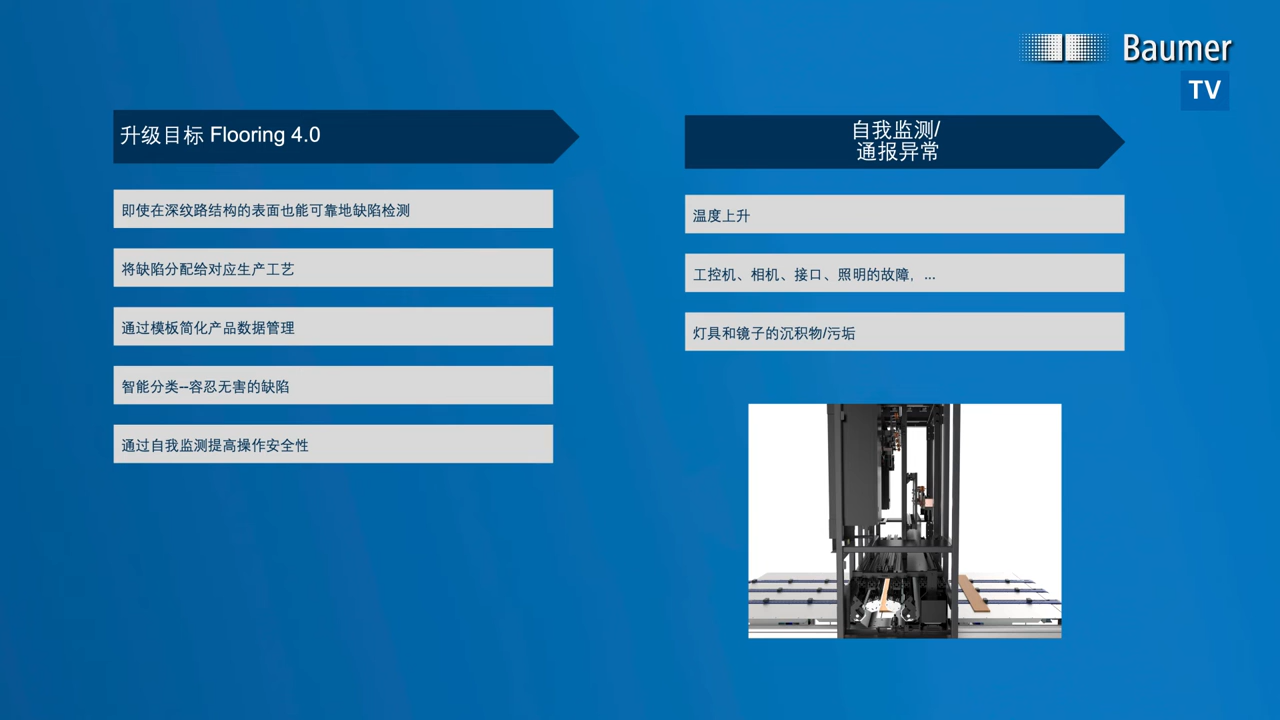 Baumer
TV
升级目标 Flooring 4.0
即使在深纹路结构的表面也能可靠地缺陷检测
将缺陷分配给对应生产工艺
通过模板简化产品数据管理
智能分类--容忍无害的缺陷
通过自我监测提高操作安全性
自我监测/
通报异常
温度上升
工控机、相机、接口、照明的故障，...
灯具和镜子的沉积物/污垢